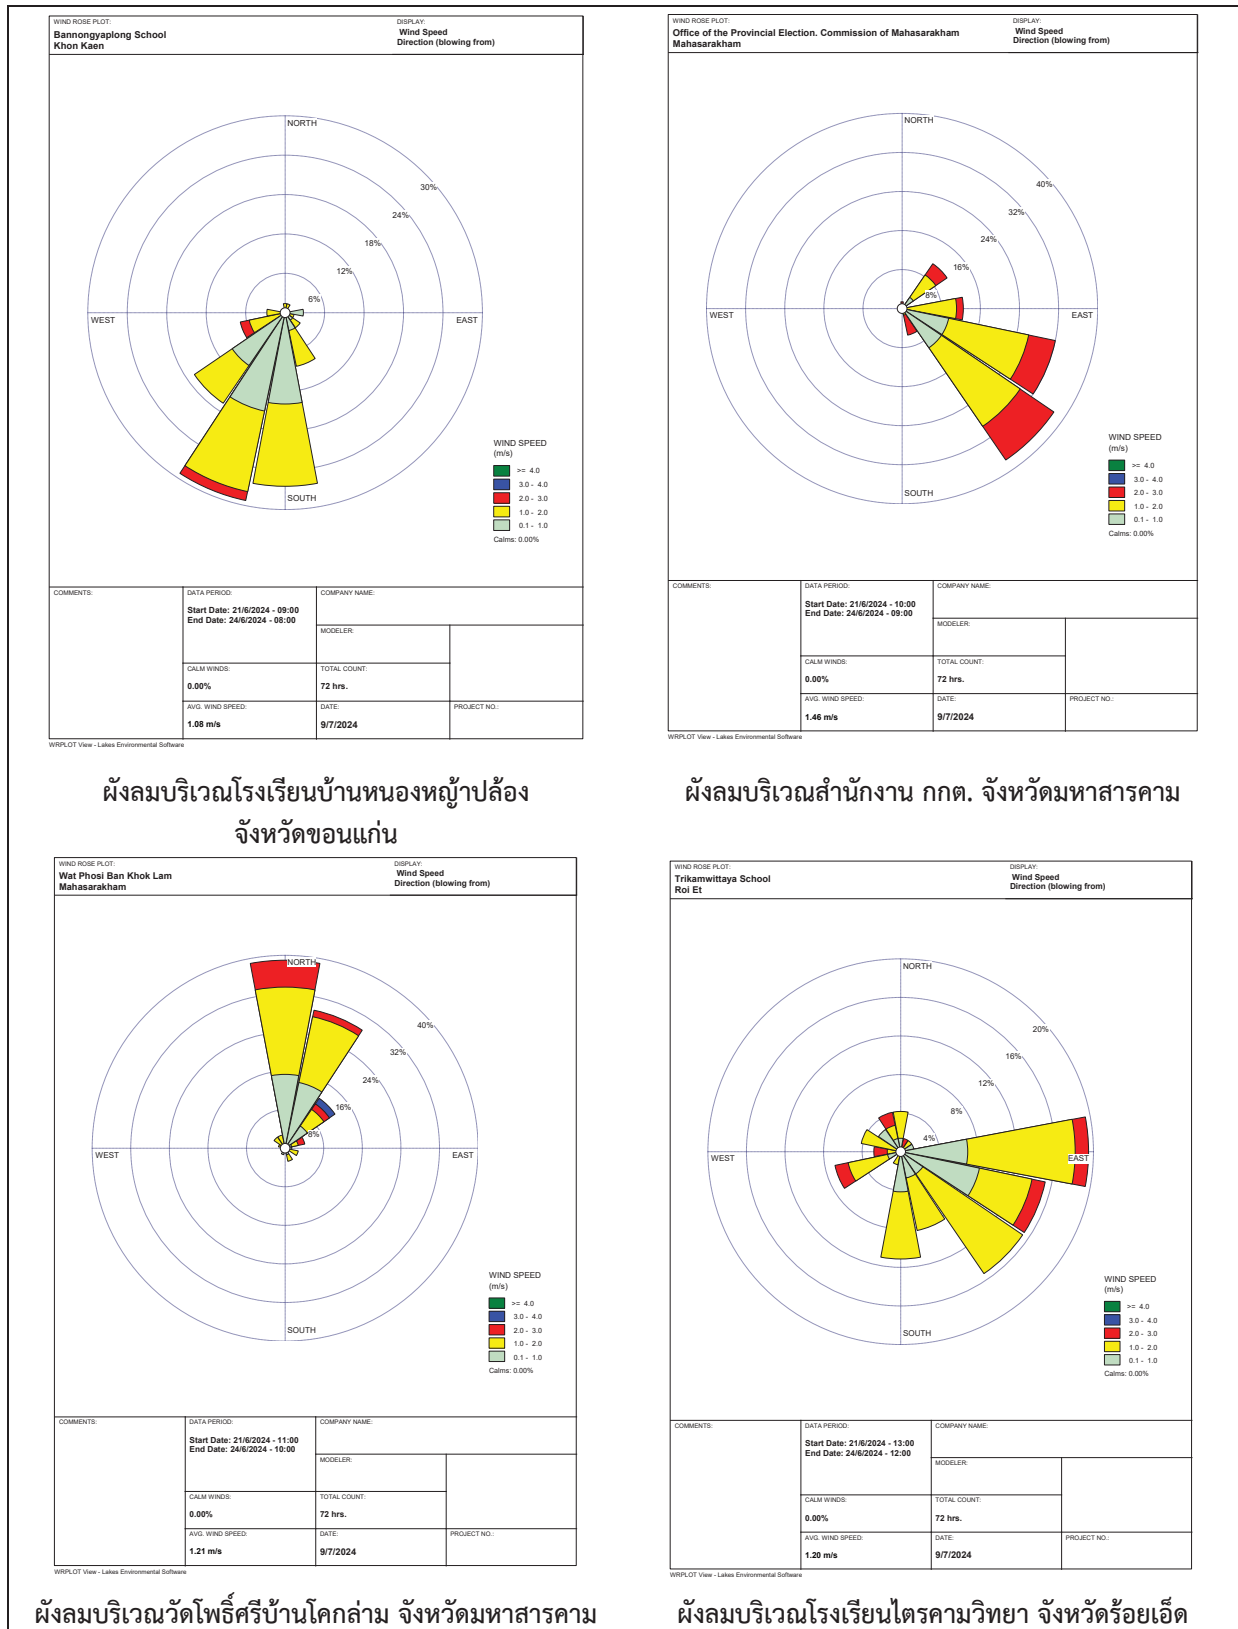 WIND ROSE PLOT:
Bannongyaplong School
Khon Kaen
DISPLAY:
Wind Speed
Direction (blowing from)
NORTH
30%
24%
18%
12%
6%
WEST
EAST
SOUTH
WIND SPEED
(m/s)
>= 4.0
3.0 - 4.0
2.0 - 3.0
1.0 - 2.0
0.1 - 1.0
Calms: 0.00%
COMMENTS:
DATA PERIOD:
Start Date: 21/6/2024 - 09:00
End Date: 24/6/2024 - 08:00
COMPANY NAME:
MODELER:
CALM WINDS:
0.00%
TOTAL COUNT:
72 hrs.
AVG. WIND SPEED:
1.08 m/s
DATE:
9/7/2024
PROJECT NO.:
WRPLOT View - Lakes Environmental Software
ผังลมบริเวณโรงเรียนบ้านหนองหญ้าปล้อง
จังหวัดขอนแก่น
WIND ROSE PLOT:
Office of the Provincial Election. Commission of Mahasarakham
Mahasarakham
DISPLAY:
Wind Speed
Direction (blowing from)
NORTH
40%
32%
24%
16%
8%
WEST
EAST
SOUTH
WIND SPEED
(m/s)
>= 4.0
3.0 - 4.0
2.0 - 3.0
1.0 - 2.0
0.1 - 1.0
Calms: 0.00%
COMMENTS:
DATA PERIOD:
Start Date: 21/6/2024 - 10:00
End Date: 24/6/2024 - 09:00
COMPANY NAME:
MODELER:
CALM WINDS:
0.00%
TOTAL COUNT:
72 hrs.
AVG. WIND SPEED:
1.46 m/s
DATE:
9/7/2024
PROJECT NO.:
WRPLOT View - Lakes Environmental Software
ผังลมบริเวณสำนักงาน กกต. จังหวัดมหาสารคาม
WIND ROSE PLOT:
Wat Phosi Ban Khok Lam
Mahasarakham
DISPLAY:
Wind Speed
Direction (blowing from)
NORTH
40%
32%
24%
16%
8%
WEST
EAST
SOUTH
WIND SPEED
(m/s)
>= 4.0
3.0 - 4.0
2.0 - 3.0
1.0 - 2.0
0.1 - 1.0
Calms: 0.00%
COMMENTS:
DATA PERIOD:
Start Date: 21/6/2024 - 11:00
End Date: 24/6/2024 - 10:00
COMPANY NAME:
MODELER:
CALM WINDS:
0.00%
TOTAL COUNT:
72 hrs.
AVG. WIND SPEED:
1.21 m/s
DATE:
9/7/2024
PROJECT NO.:
WRPLOT View - Lakes Environmental Software
ผังลมบริเวณวัดโพธิ์ศรีบ้านโคกล่าม จังหวัดมหาสารคาม
WIND ROSE PLOT:
Trikamwittaya School
Roi Et
DISPLAY:
Wind Speed
Direction (blowing from)
NORTH
20%
16%
12%
8%
4%
WEST
EAST
SOUTH
WIND SPEED
(m/s)
>= 4.0
3.0 - 4.0
2.0 - 3.0
1.0 - 2.0
0.1 - 1.0
Calms: 0.00%
COMMENTS:
DATA PERIOD:
Start Date: 21/6/2024 - 13:00
End Date: 24/6/2024 - 12:00
COMPANY NAME:
MODELER:
CALM WINDS:
0.00%
TOTAL COUNT:
72 hrs.
AVG. WIND SPEED:
1.20 m/s
DATE:
9/7/2024
PROJECT NO.:
WRPLOT View - Lakes Environmental Software
ผังลมบริเวณโรงเรียนไตรคามวิทยา จังหวัดร้อยเอ็ด